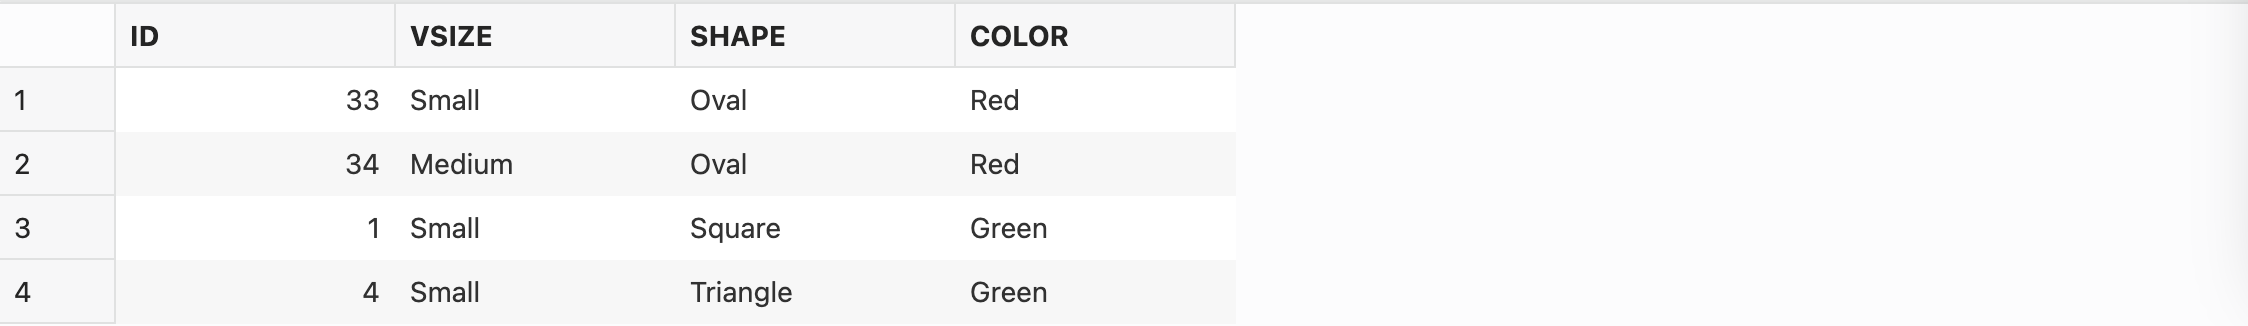 ID VSIZE SHAPE COLOR
1 33 Small Oval Red
2 34 Medium Oval Red
3 1 Small Square Green
4 4 Small Triangle Green